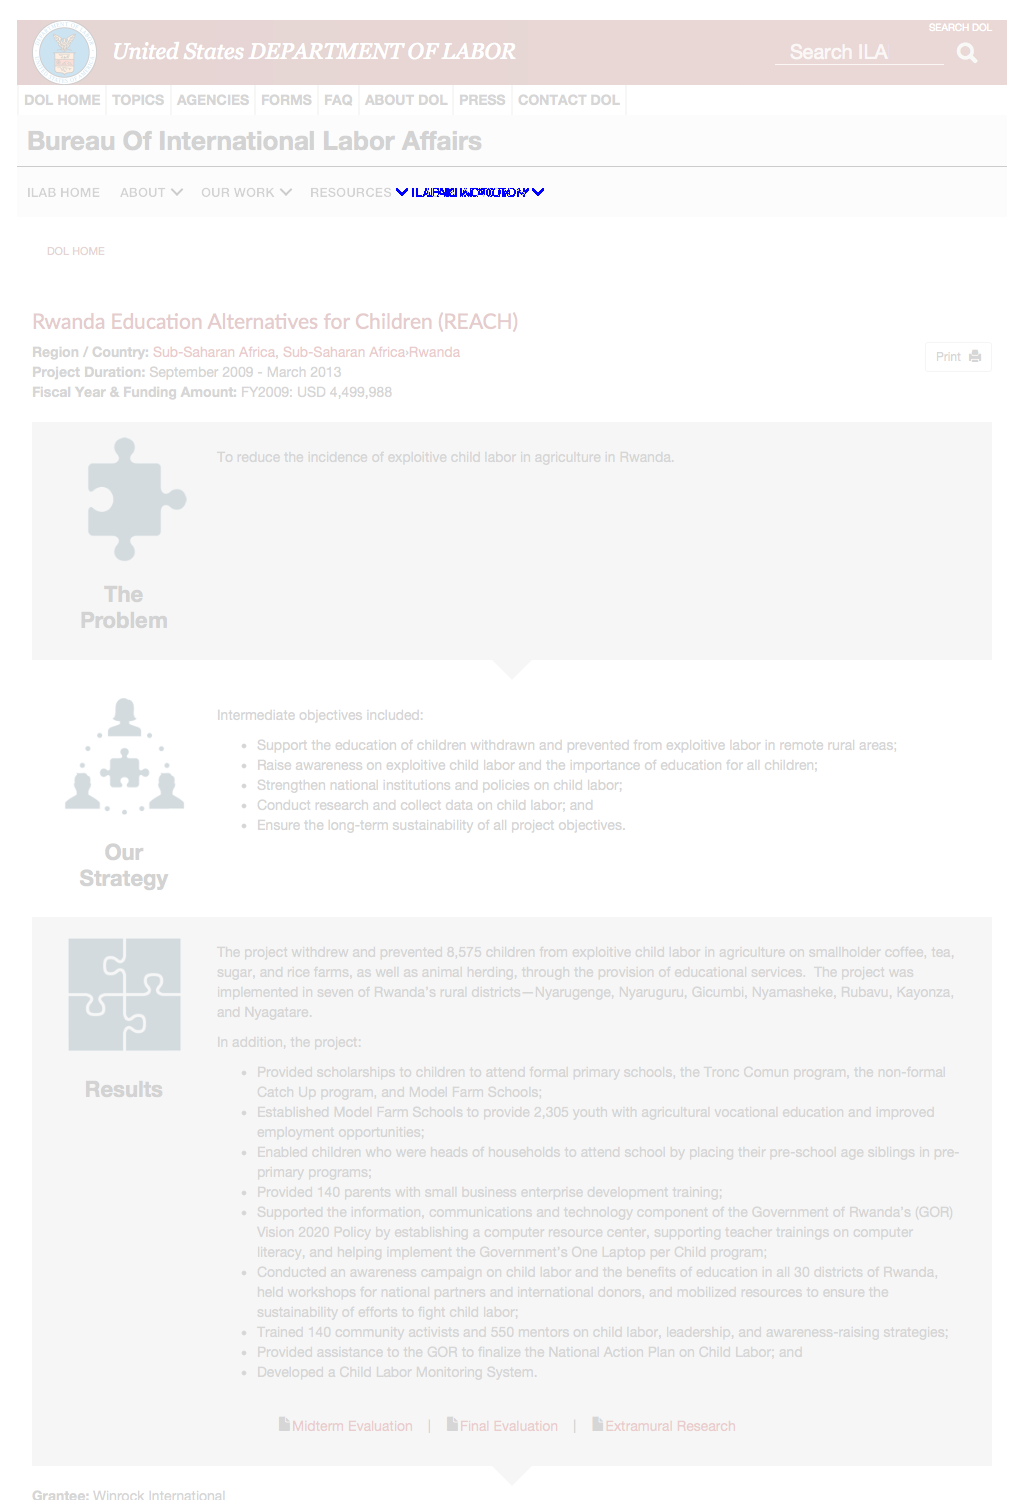 SEARCH DOL
United States DEPARTMENT OF LABOR
Search ILA
DOL HOME TOPICS AGENCIES FORMS FAQ ABOUT DOL PRESS CONTACT DOL
Bureau Of International Labor Affairs
ILAB HOME ABOUT OUR WORK RESOURCES
DOL HOME
Rwanda Education Alternatives for Children (REACH)
Region / Country: Sub-Saharan Africa, Sub-Saharan Africa›Rwanda
Print
Project Duration: September 2009 - March 2013
Fiscal Year & Funding Amount: FY2009: USD 4,499,988
To reduce the incidence of exploitive child labor in agriculture in Rwanda.
The
Problem
Intermediate objectives included:
• Support the education of children withdrawn and prevented from exploitive labor in remote rural areas;
• Raise awareness on exploitive child labor and the importance of education for all children;
• Strengthen national institutions and policies on child labor;
• Conduct research and collect data on child labor; and
• Ensure the long-term sustainability of all project objectives.
Our
Strategy
The project withdrew and prevented 8,575 children from exploitive child labor in agriculture on smallholder coffee, tea,
sugar, and rice farms, as well as animal herding, through the provision of educational services. The project was
implemented in seven of Rwanda's rural districts—Nyarugenge, Nyaruguru, Gicumbi, Nyamasheke, Rubavu, Kayonza,
and Nyagatare.
In addition, the project:
Results
• Provided scholarships to children to attend formal primary schools, the Tronc Comun program, the non-formal
Catch Up program, and Model Farm Schools;
• Established Model Farm Schools to provide 2,305 youth with agricultural vocational education and improved
employment opportunities;
• Enabled children who were heads of households to attend school by placing their pre-school age siblings in pre-
primary programs;
• Provided 140 parents with small business enterprise development training;
• Supported the information, communications and technology component of the Government of Rwanda's (GOR)
Vision 2020 Policy by establishing a computer resource center, supporting teacher trainings on computer
literacy, and helping implement the Government's One Laptop per Child program;
• Conducted an awareness campaign on child labor and the benefits of education in all 30 districts of Rwanda,
held workshops for national partners and international donors, and mobilized resources to ensure the
sustainability of efforts to fight child labor;
• Trained 140 community activists and 550 mentors on child labor, leadership, and awareness-raising strategies;
• Provided assistance to the GOR to finalize the National Action Plan on Child Labor; and
• Developed a Child Labor Monitoring System.
Midterm Evaluation | Final Evaluation | Extramural Research
Grantee: Winrock International